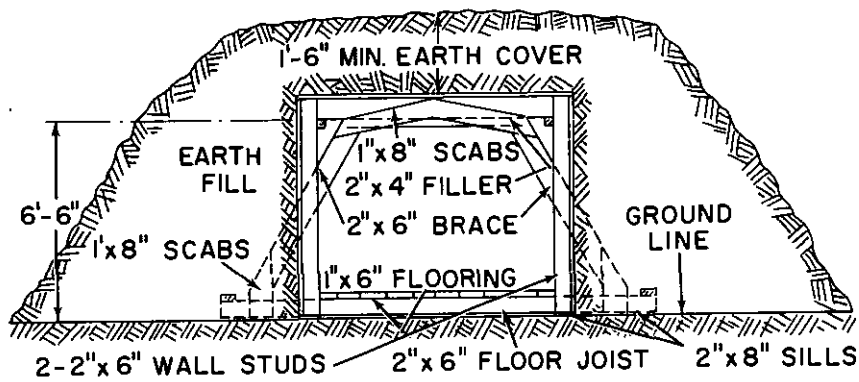 1'-6" MIN. EARTH COVER
EARTH
FILL
1"x8" SCABS
2"x4" FILLER
6'-6"
2"x6" BRACE
GROUND
LINE
1'x8" SCABS
1"x6" FLOORING
2-2"x6" WALL STUDS
2"x6" FLOOR JOIST
2"x8" SILLS